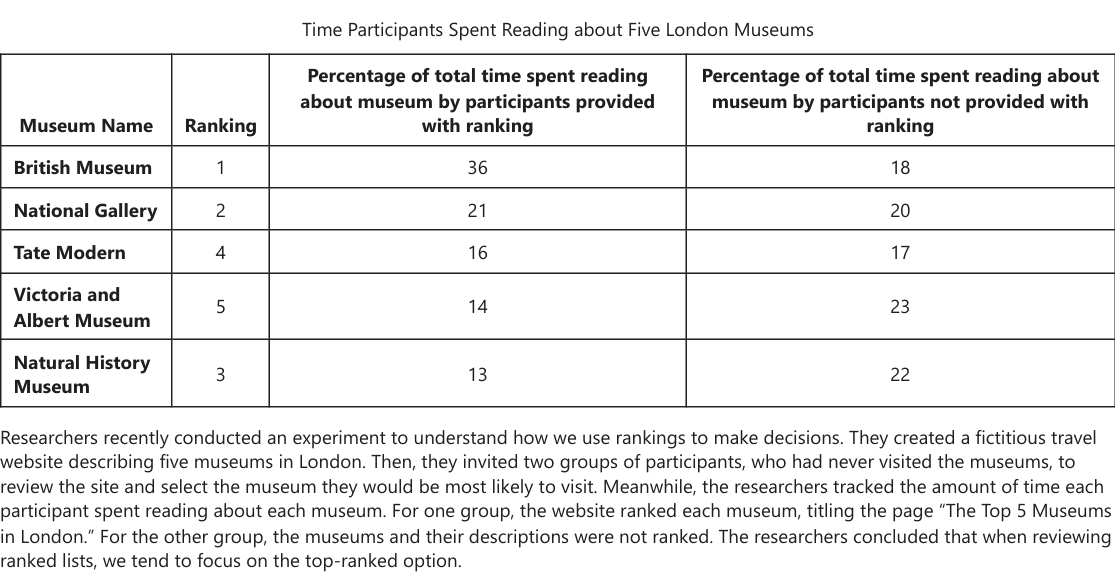 Time Participants Spent Reading about Five London Museums
Museum Name
Ranking
Percentage of total time spent reading
about museum by participants provided
with ranking
Percentage of total time spent reading about
museum by participants not provided with
ranking
British Museum 1 36 18
National Gallery 2 21 20
Tate Modern 4 16 17
Victoria and
Albert Museum 5 14 23
Natural History
Museum 3 13 22
Researchers recently conducted an experiment to understand how we use rankings to make decisions. They created a fictitious travel
website describing five museums in London. Then, they invited two groups of participants, who had never visited the museums, to
review the site and select the museum they would be most likely to visit. Meanwhile, the researchers tracked the amount of time each
participant spent reading about each museum. For one group, the website ranked each museum, titling the page “The Top 5 Museums
in London.” For the other group, the museums and their descriptions were not ranked. The researchers concluded that when reviewing
ranked lists, we tend to focus on the top-ranked option.